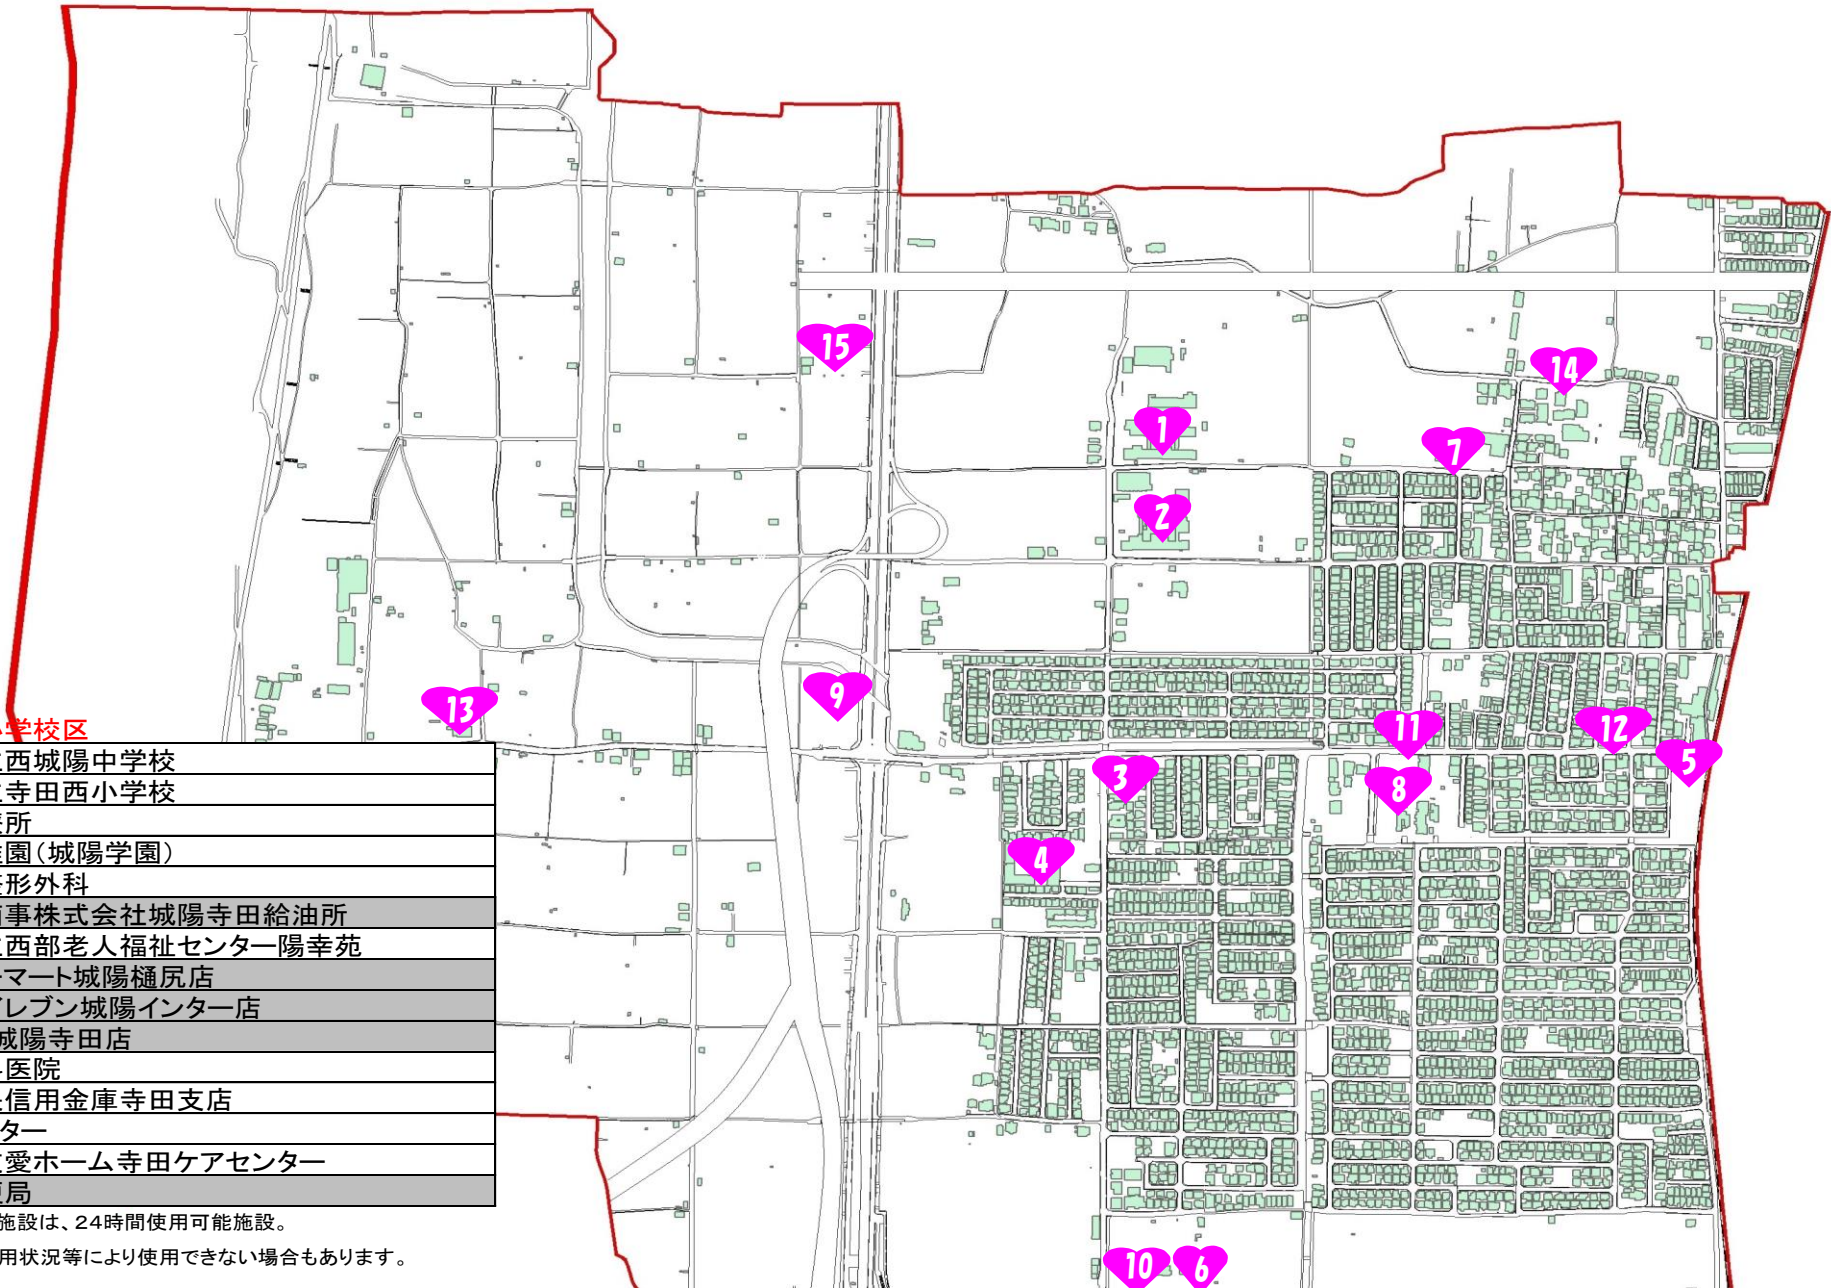 15
14
1
7
2
9
13
11
12
3
5
8
4
10
6
小学校区
立西城陽中学校
立寺田西小学校
所
園(城陽学園)
形外科
商事株式会社城陽寺田給油所
立西部老人福祉センター陽幸苑
マート城陽樋尻店
イレブン城陽インター店
城陽寺田店
医院
信用金庫寺田支店
ター
愛ホーム寺田ケアセンター
局
施設は、24時間使用可能施設。
用状況等により使用できない場合もあります。